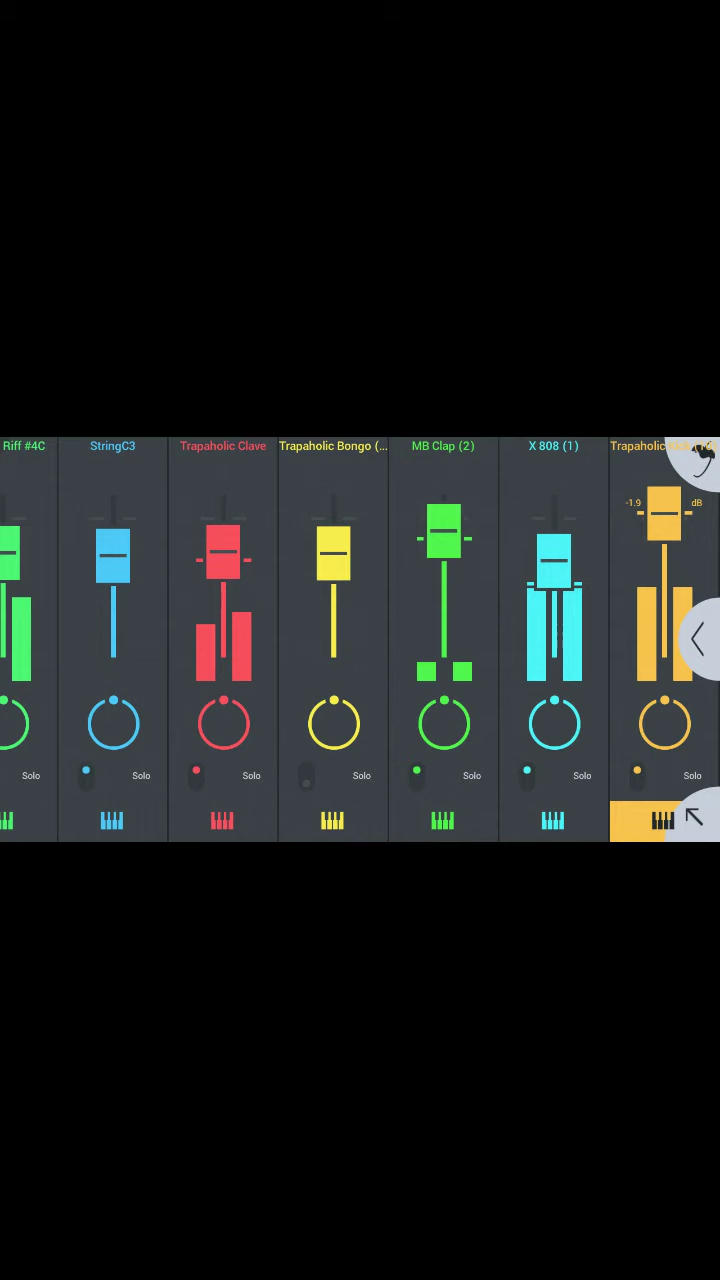 Riff #4C
StringC3
Trapaholic Clave
Trapaholic Bongo (...
MB Clap (2)
X 808 (1)
Trapaholic
-1.9
dB
Solo
Solo
Solo
Solo
Solo
Solo
Solo